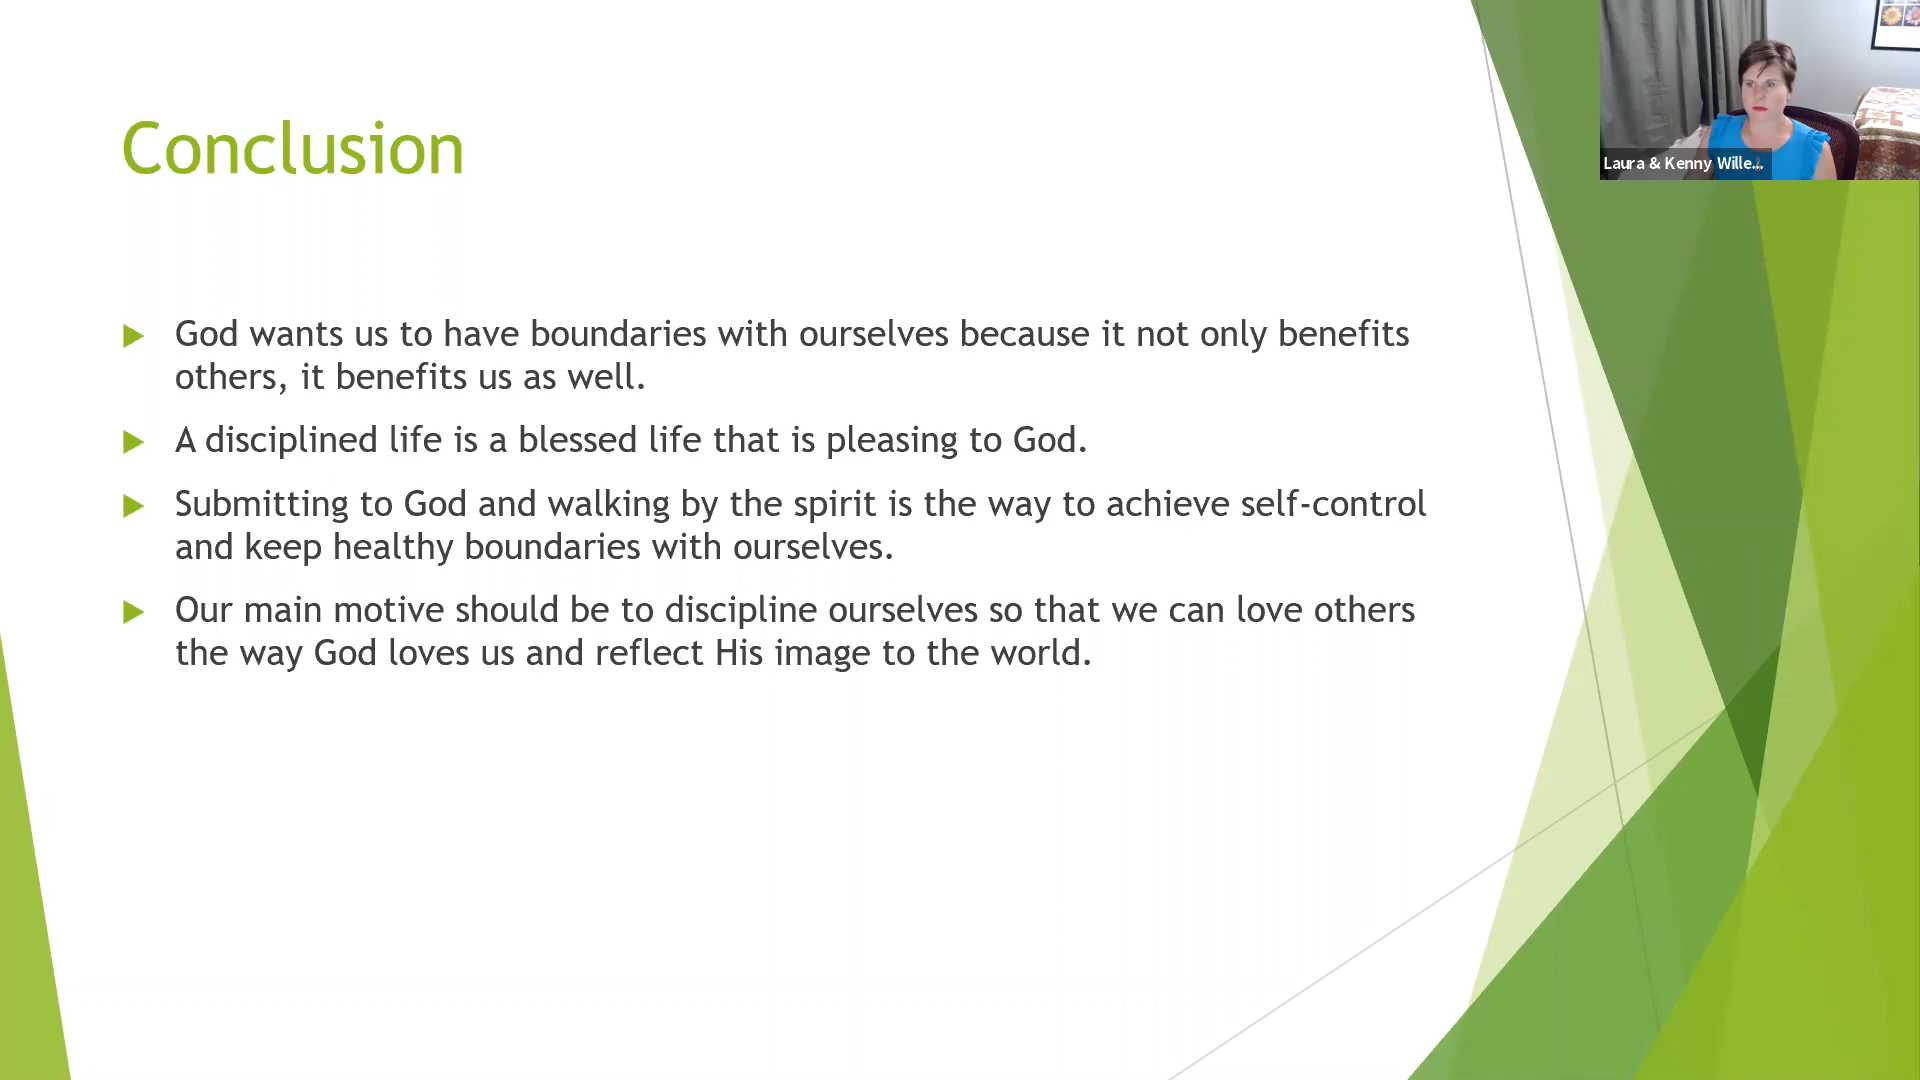 Conclusion
God wants us to have boundaries with ourselves because it not only benefits
others, it benefits us as well.
A disciplined life is a blessed life that is pleasing to God.
Submitting to God and walking by the spirit is the way to achieve self-control
and keep healthy boundaries with ourselves.
Our main motive should be to discipline ourselves so that we can love others
the way God loves us and reflect His image to the world.
Laura & Kenny Wille...